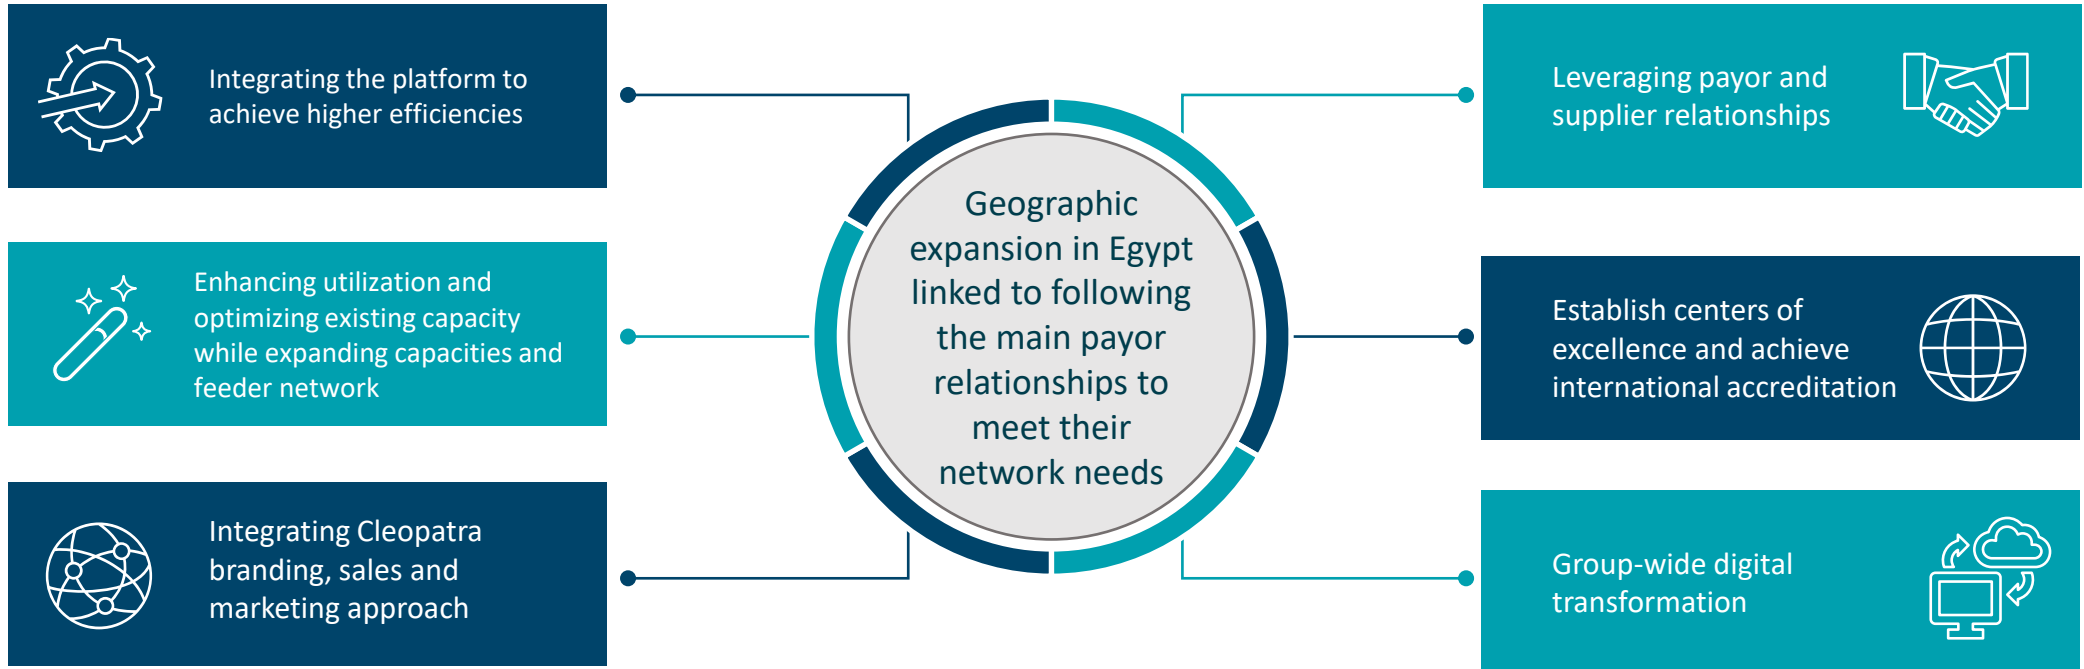 Integrating the platform to
achieve higher efficiencies
Enhancing utilization and
optimizing existing capacity
while expanding capacities and
feeder network
Integrating Cleopatra
branding, sales and
marketing approach
Geographic
expansion in Egypt
linked to following
the main payor
relationships to
meet their
network needs
Leveraging payor and
supplier relationships
Establish centers of
excellence and achieve
international accreditation
Group-wide digital
transformation